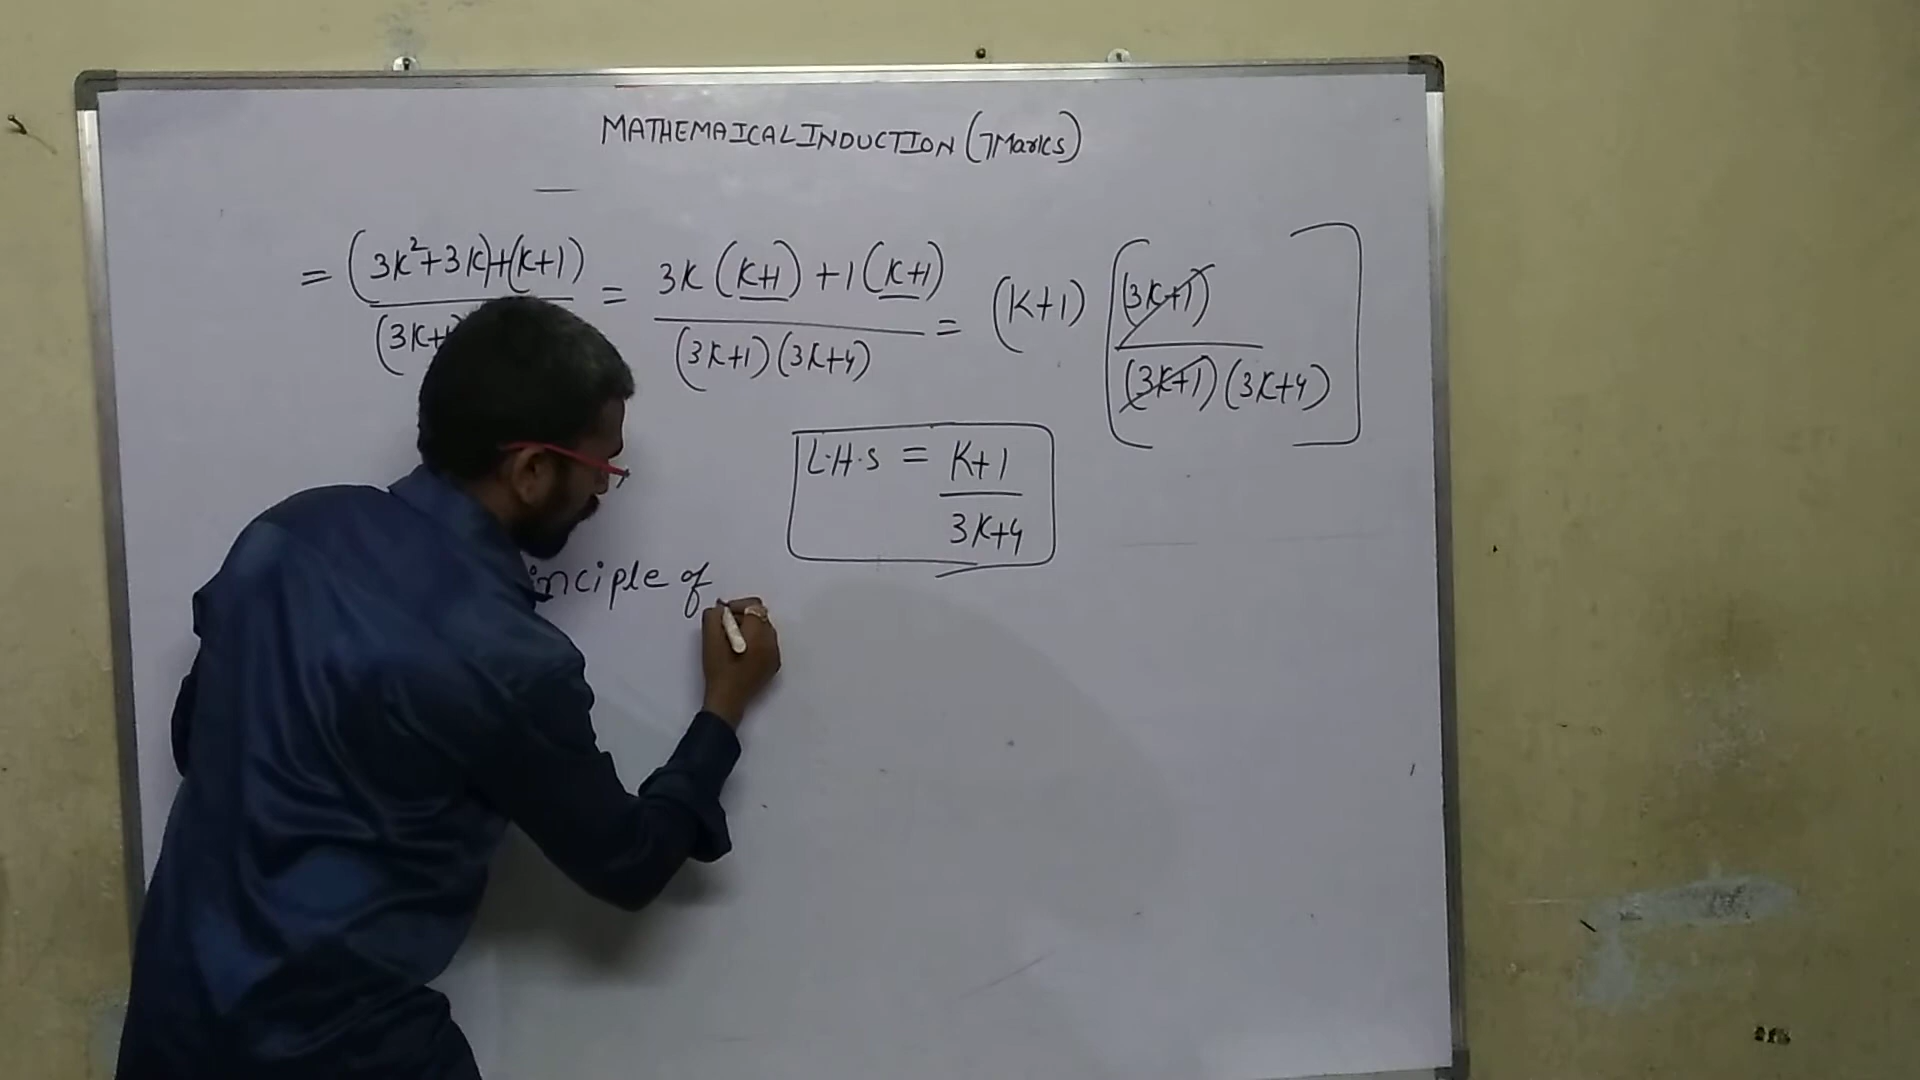 MATHEMAICAL INDUCTION (7Marks)
= (3K²+3K)+(K+1) / (3K+ = 3K(K+1)+1(K+1) / (3K+1)(3K+4) = (K+1) [(3K+1) / (3K+1)(3K+4)]
L.H.S = K+1 / 3K+4
inciple of